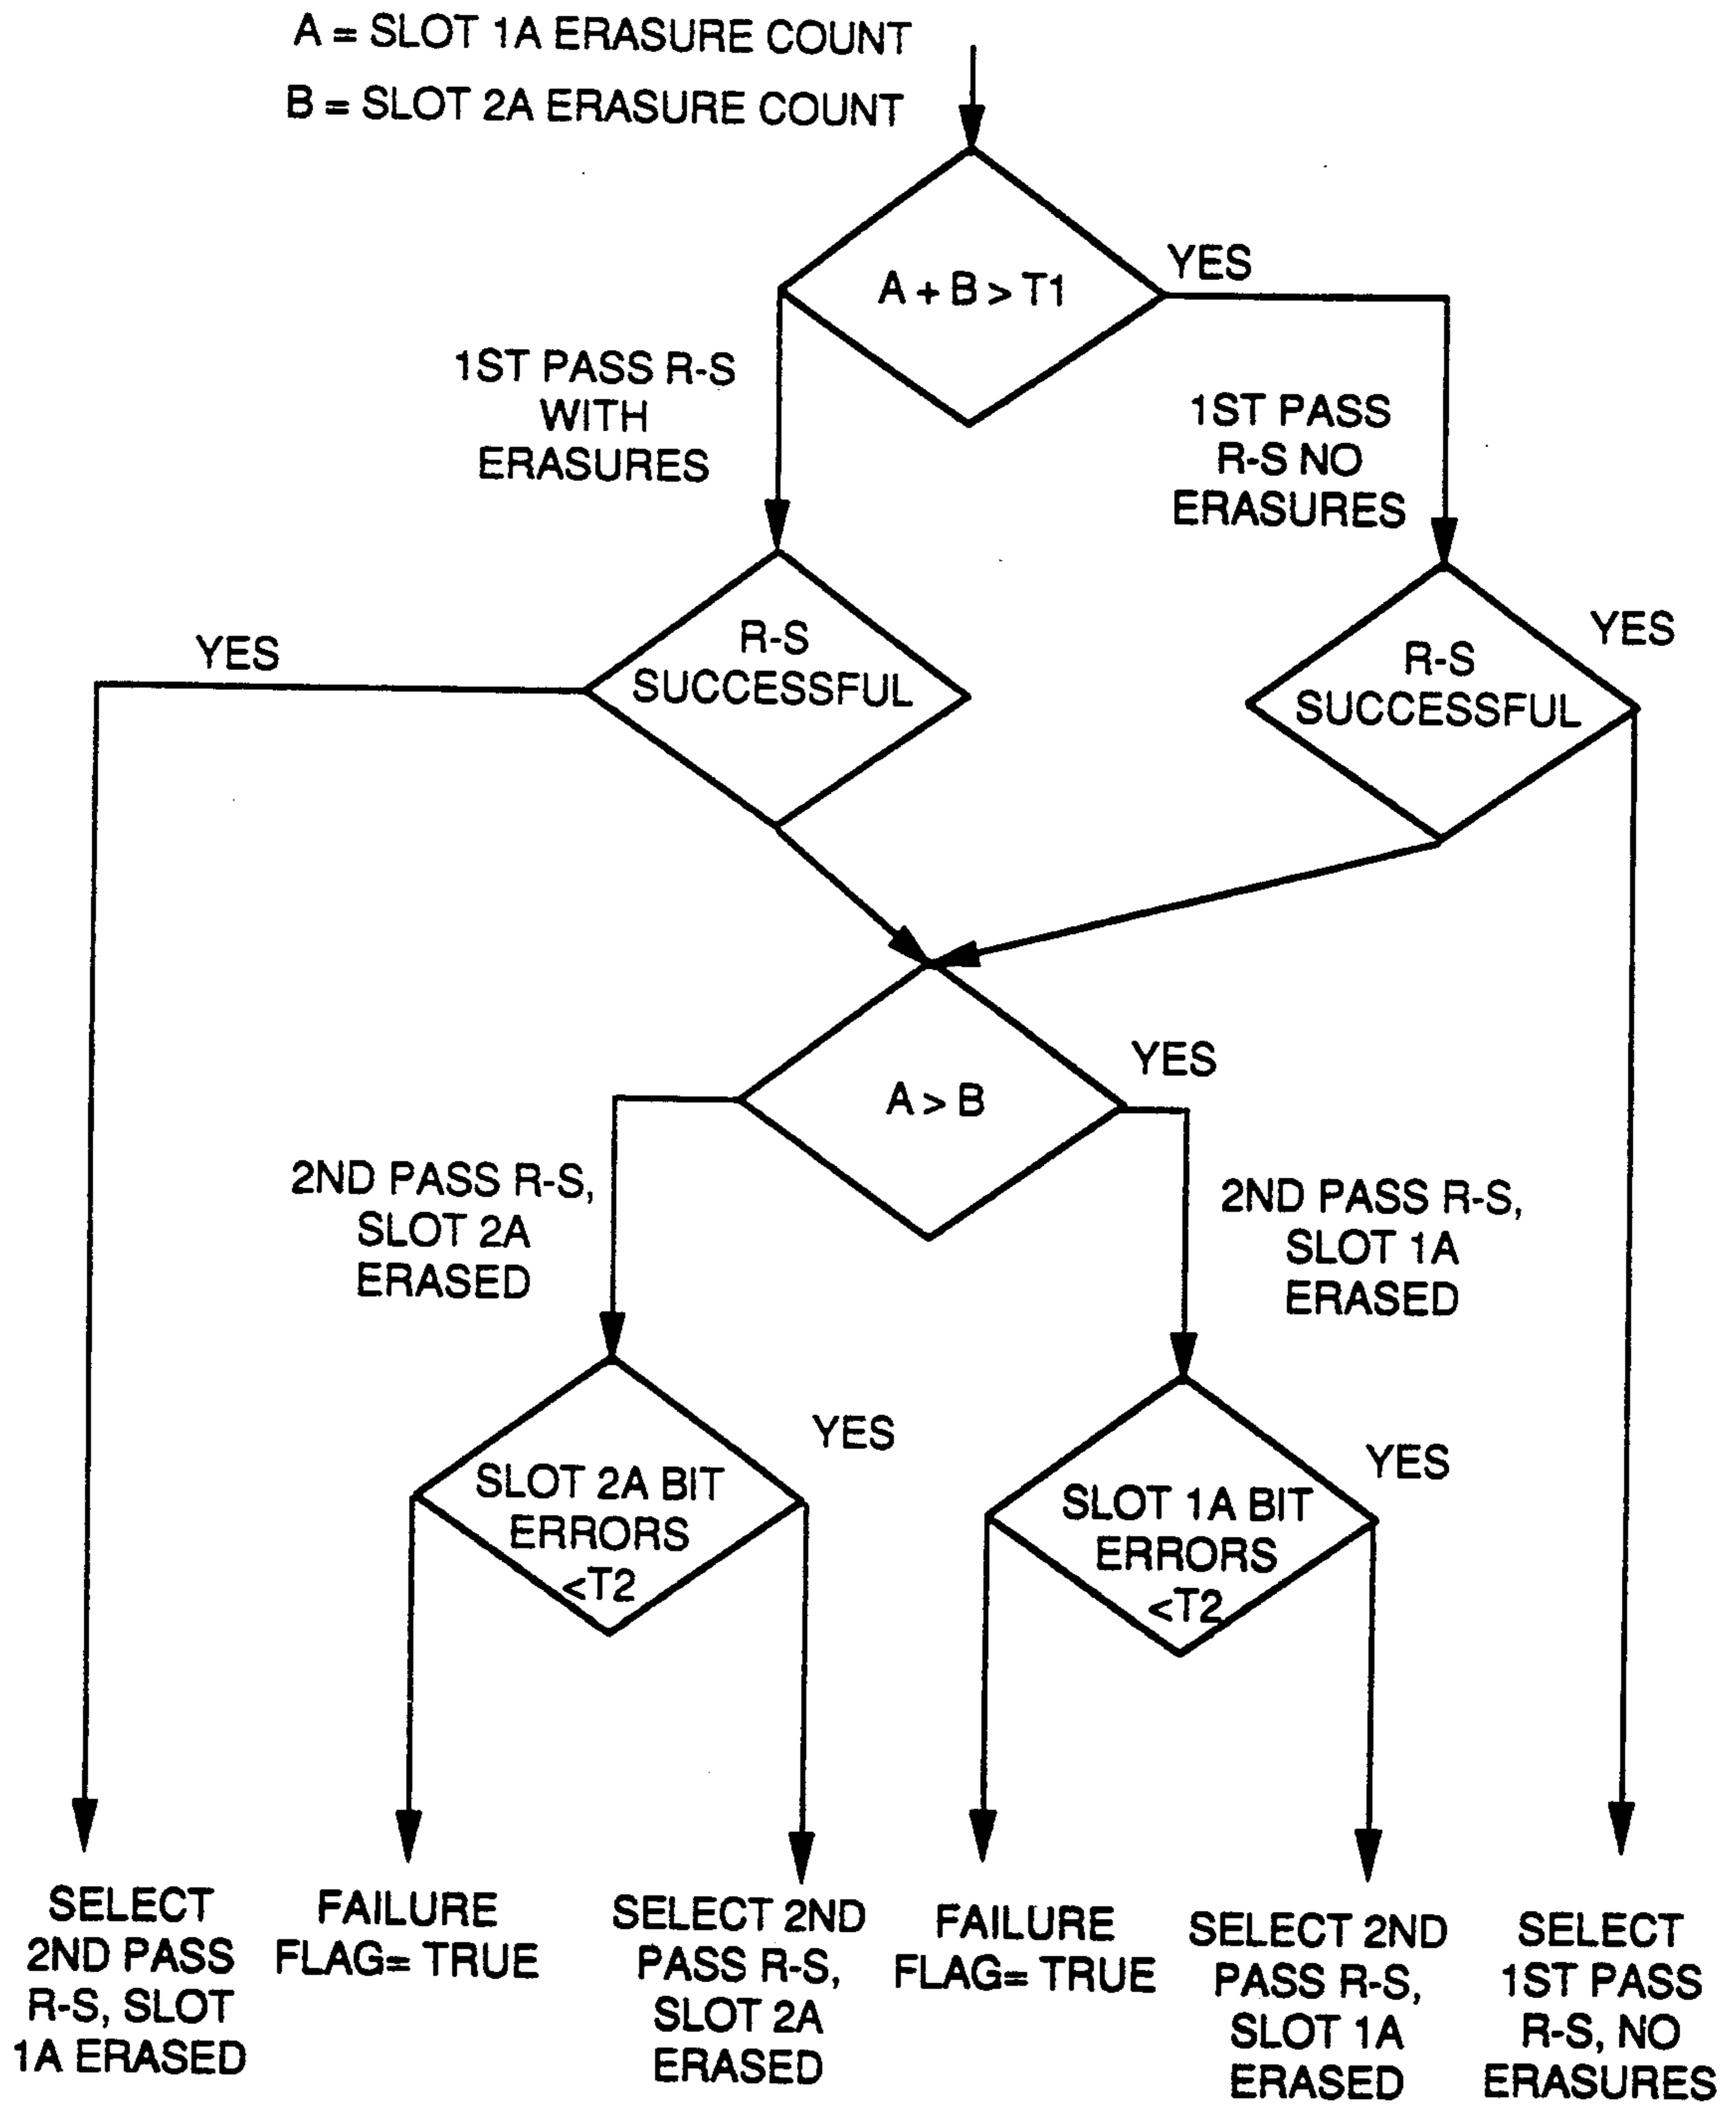 A = SLOT 1A ERASURE COUNT
B = SLOT 2A ERASURE COUNT
A + B > T1
YES
1ST PASS R-S
WITH
ERASURES
1ST PASS
R-S NO
ERASURES
YES
R-S
SUCCESSFUL
R-S
SUCCESSFUL
YES
A > B
YES
2ND PASS R-S,
SLOT 2A
ERASED
2ND PASS R-S,
SLOT 1A
ERASED
SLOT 2A BIT
ERRORS
<T2
YES
SLOT 1A BIT
ERRORS
<T2
YES
SELECT
2ND PASS
R-S, SLOT
1A ERASED
FAILURE
FLAG= TRUE
SELECT 2ND
PASS R-S,
SLOT 2A
ERASED
FAILURE
FLAG= TRUE
SELECT 2ND
PASS R-S,
SLOT 1A
ERASED
SELECT
1ST PASS
R-S, NO
ERASURES